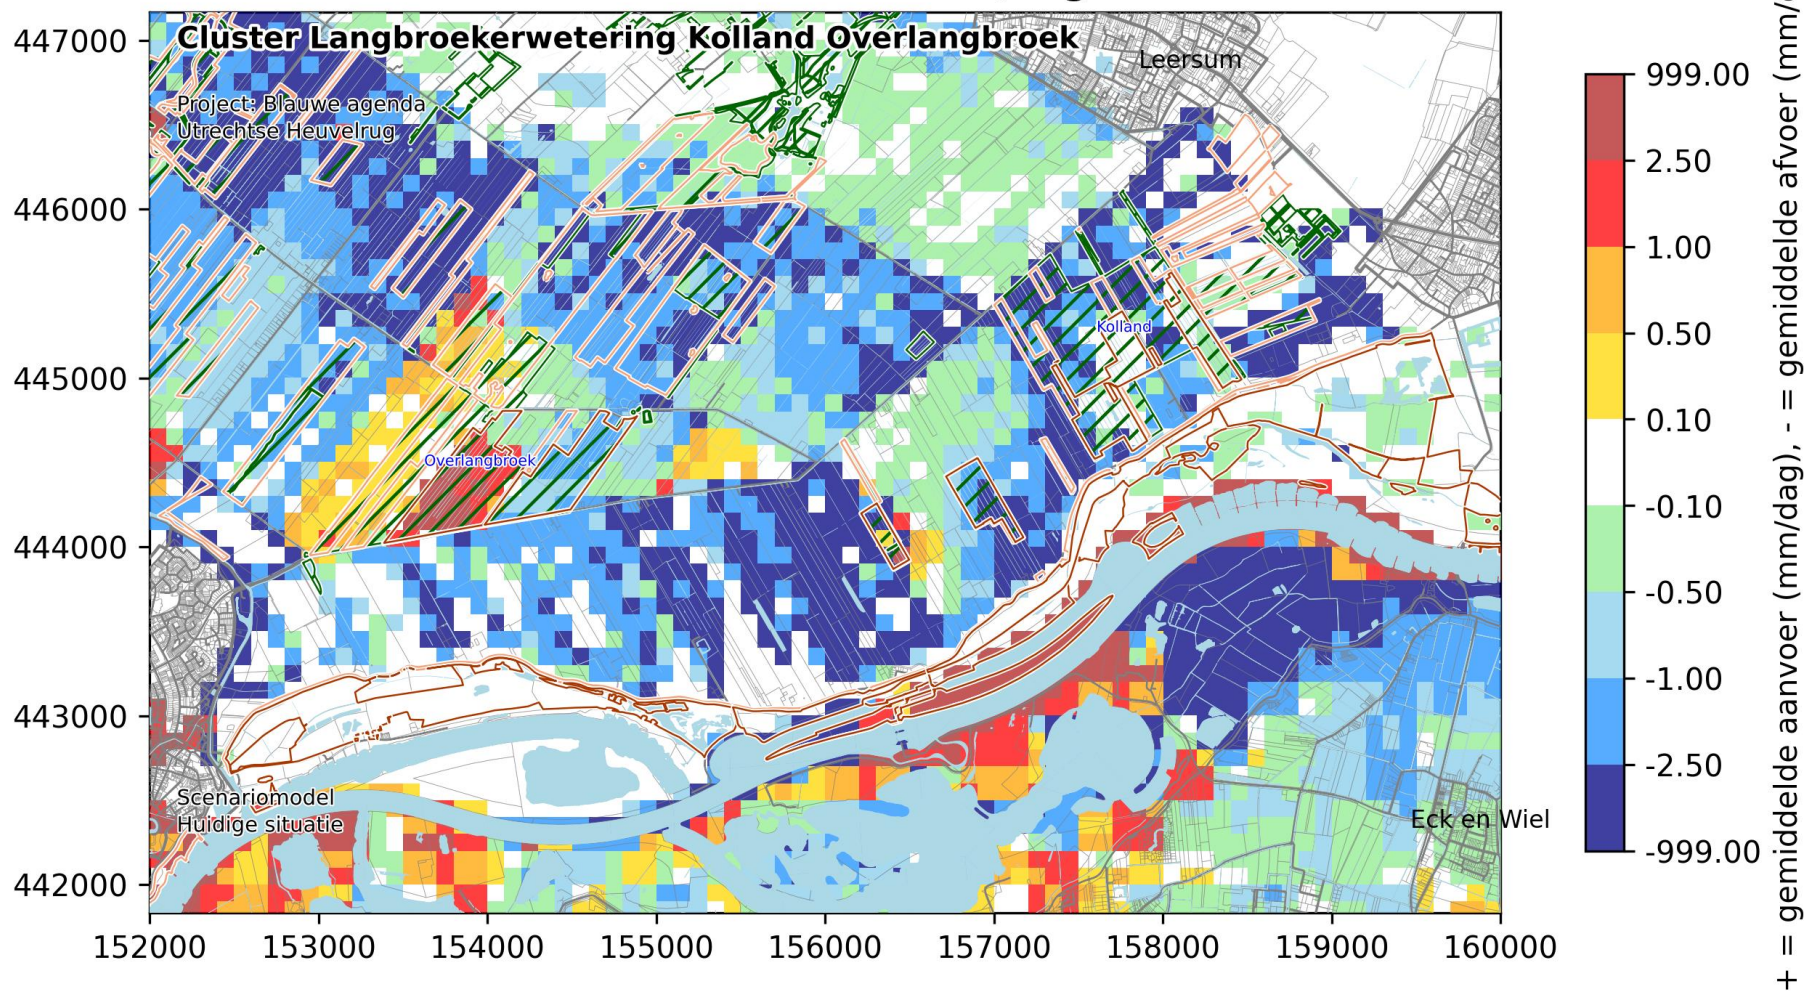 Cluster Langbroekerwetering Kolland Overlangbroek
Leersum
Project: Blauwe agenda
Utrechtse Heuvelrug
Kolland
Overlangbroek
Scenariomodel
Huidige situatie
Eck en Wiel
447000
446000
445000
444000
443000
442000
152000 153000 154000 155000 156000 157000 158000 159000 160000
999.00
2.50
1.00
0.50
0.10
-0.10
-0.50
-1.00
-2.50
-999.00
+ = gemiddelde aanvoer (mm/dag), - = gemiddelde afvoer (mm/